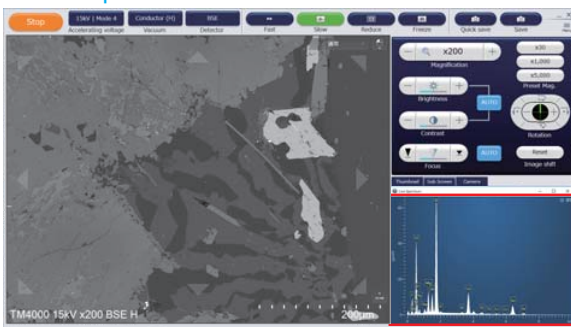 Stop
15kV | Mode 4
Accelerating voltage
Conductor (H)
Vacuum
BSE
Detector
Fast
Slow
Reduce
Freeze
Quick save
Save
x200
Magnification
x30
x1,000
x5,000
Preset Mag.
Brightness
AUTO
Contrast
Rotation
AUTO
Reset
Focus
Image shift
Thumbnail
Sub Screen
Camera
TM4000 15kV x200 BSE H
200μm